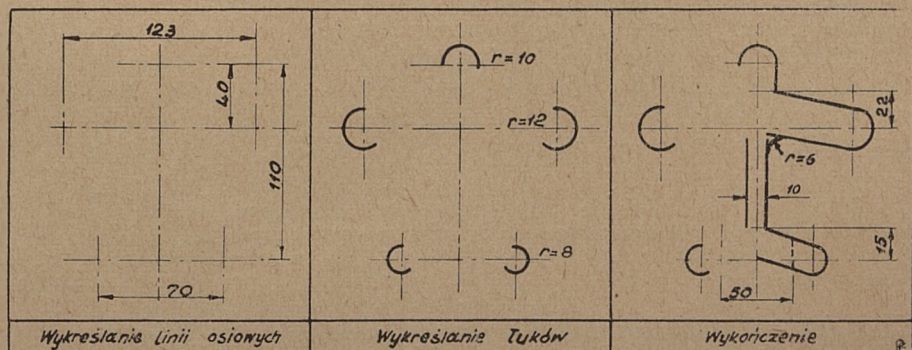 123
40
110
70
Wykreślanie linii osiowych
r=10
r=12
r=8
Wykreślanie łuków
22
r=6
10
15
50
Wykończenie